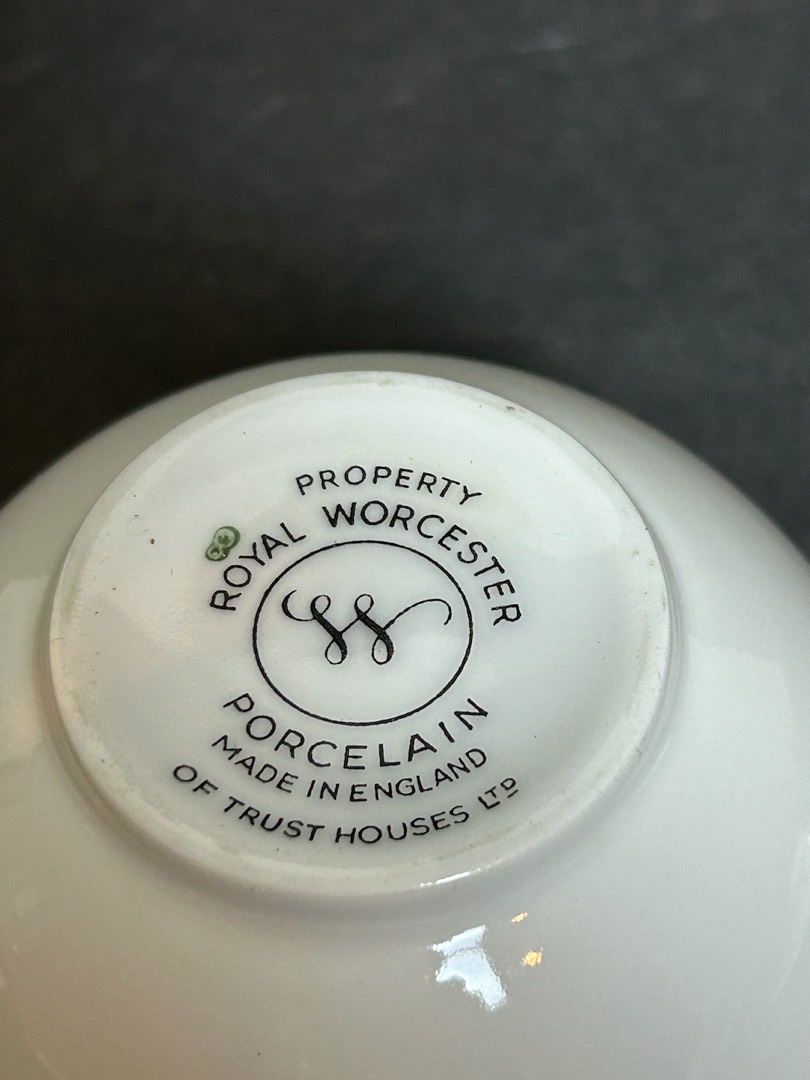 PROPERTY
ROYAL WORCESTER
W
PORCELAIN
MADE IN ENGLAND
OF TRUST HOUSES LTD